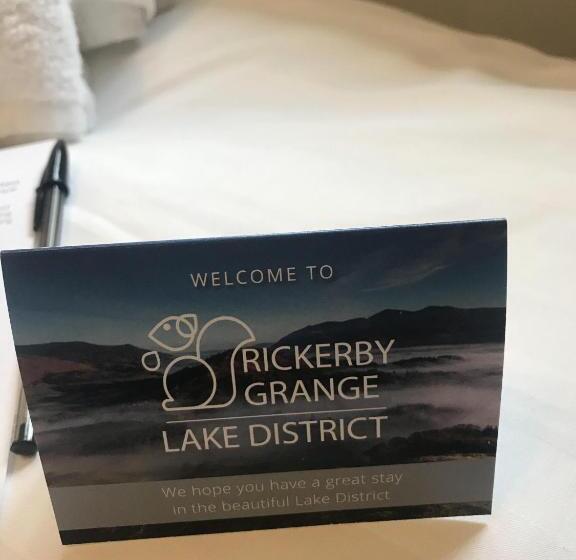 WELCOME TO
RICKERBY
GRANGE
LAKE DISTRICT
We hope you have a great stay
in the beautiful Lake District